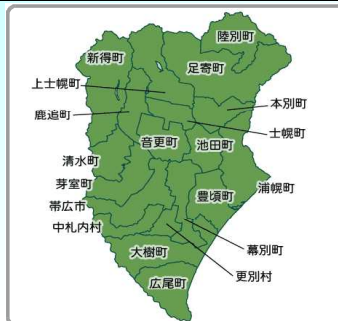 陸別町
新得町
足寄町
上士幌町
本別町
鹿追町
士幌町
音更町
池田町
清水町
芽室町
豊頃町
浦幌町
帯広市
中札内村
幕別町
大樹町
更別村
広尾町